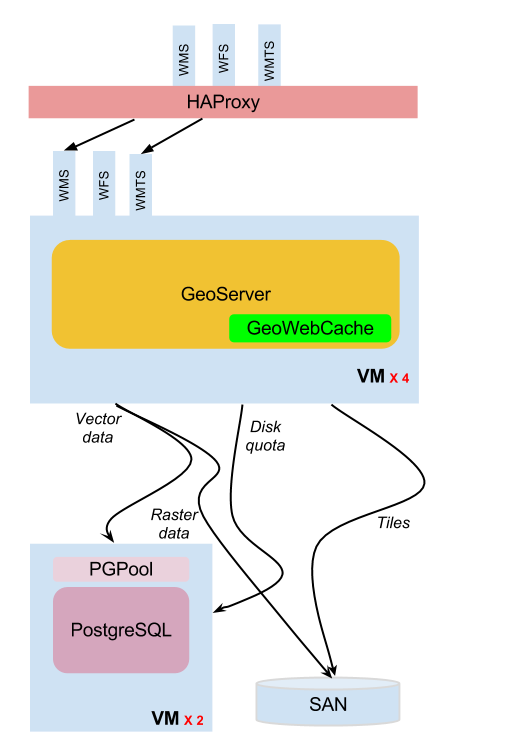 WMS
WFS
WMTS
HAProxy
WMS
WFS
WMTS
GeoServer
GeoWebCache
VM X 4
Vector
data
Disk
quota
Raster
data
Tiles
PGPool
PostgreSQL
VM X 2
SAN